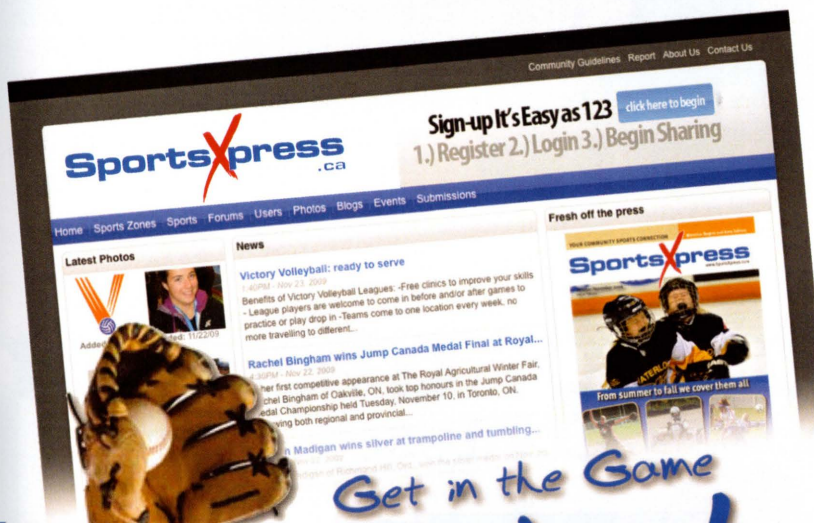 Community Guidelines Report About Us Contact Us
SportsXpress
.ca
Sign-up It's Easy as 123 click here to begin
1.) Register 2.) Login 3.) Begin Sharing
Home Sports Zones Sports Forums Users Photos Blogs Events Submissions
Latest Photos
Added: 11/22/09
News
Victory Volleyball: ready to serve
1:40PM - Nov 23, 2009
Benefits of Victory Volleyball Leagues: -Free clinics to improve your skills
- League players are welcome to come in before and/or after games to
practice or play drop in -Teams come to one location every week, no
more travelling to different...
Rachel Bingham wins Jump Canada Medal Final at Royal...
4:30PM - Nov 22, 2009
her first competitive appearance at The Royal Agricultural Winter Fair,
chel Bingham of Oakville, ON, took top honours in the Jump Canada
edal Championship held Tuesday, November 10, in Toronto, ON.
ving both regional and provincial...
n Madigan wins silver at trampoline and tumbling...
Fresh off the press
YOUR COMMUNITY SPORTS CONNECTION
SportsXpress
From summer to fall we cover them all
Get in the Game